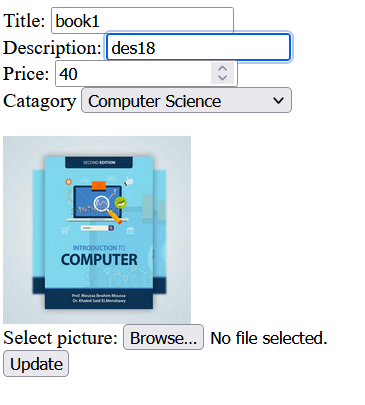 Title: book1
Description: des18
Price: 40
Catagory Computer Science
SECOND EDITION
INTRODUCTION TO
COMPUTER
Prof. Moussa Ibrahim Moussa
Dr. Khaled Said ELMenshawy
Select picture: Browse... No file selected.
Update